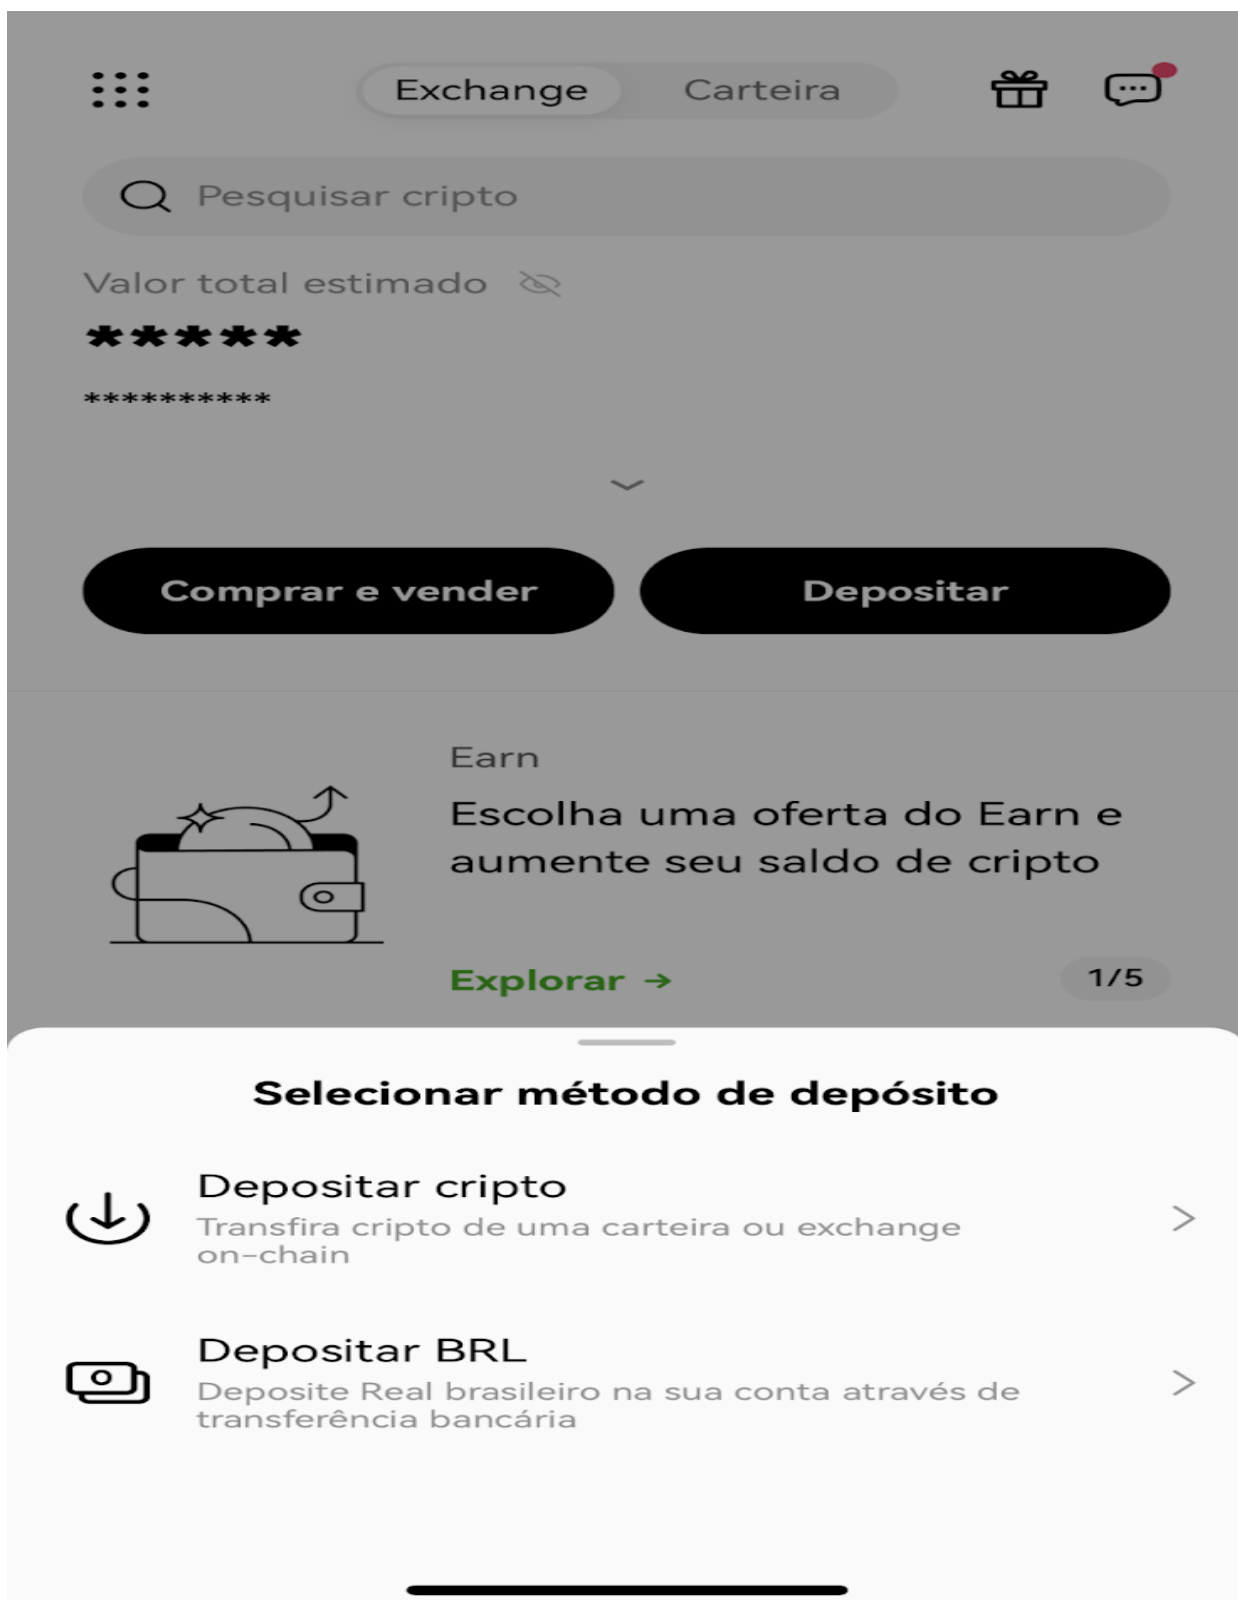 Exchange
Carteira
Pesquisar cripto
Valor total estimado
*****
**********
Comprar e vender
Depositar
Earn
Escolha uma oferta do Earn e
aumente seu saldo de cripto
Explorar →
1/5
Selecionar método de depósito
Depositar cripto
Transfira cripto de uma carteira ou exchange
on-chain
Depositar BRL
Deposite Real brasileiro na sua conta através de
transferência bancária